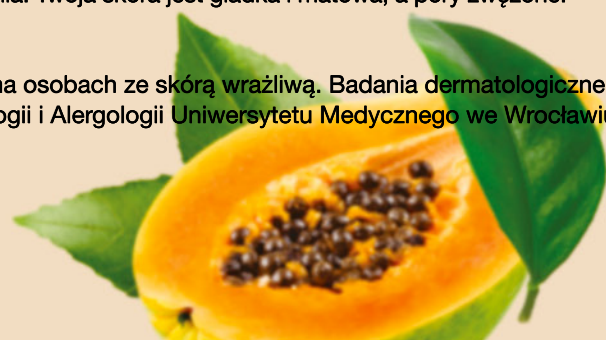 Twoja skóra jest gładka i matowa, a pory zwężone.
na osobach ze skórą wrażliwą. Badania dermatologiczne
ogii i Alergologii Uniwersytetu Medycznego we Wrocławiu